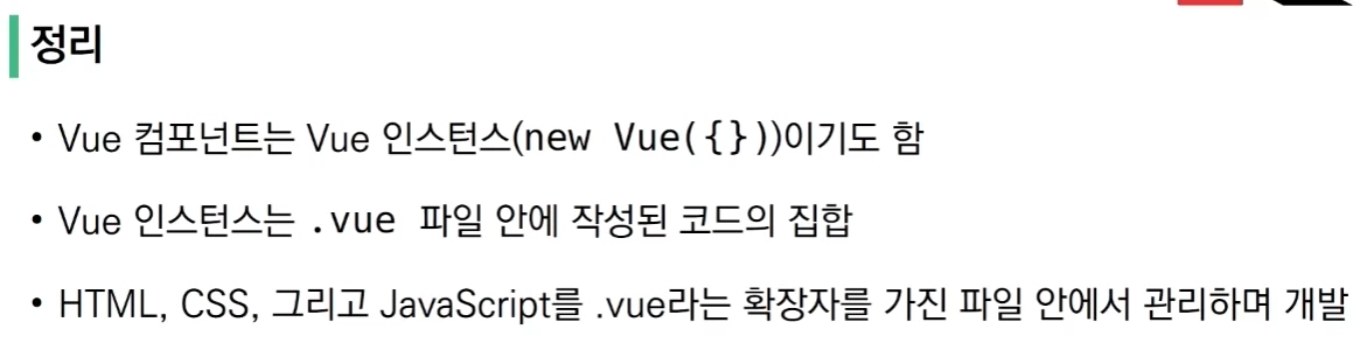 정리
• Vue 컴포넌트는 Vue 인스턴스(new Vue({}))이기도 함
• Vue 인스턴스는 .vue 파일 안에 작성된 코드의 집합
• HTML, CSS, 그리고 JavaScript를 .vue라는 확장자를 가진 파일 안에서 관리하며 개발